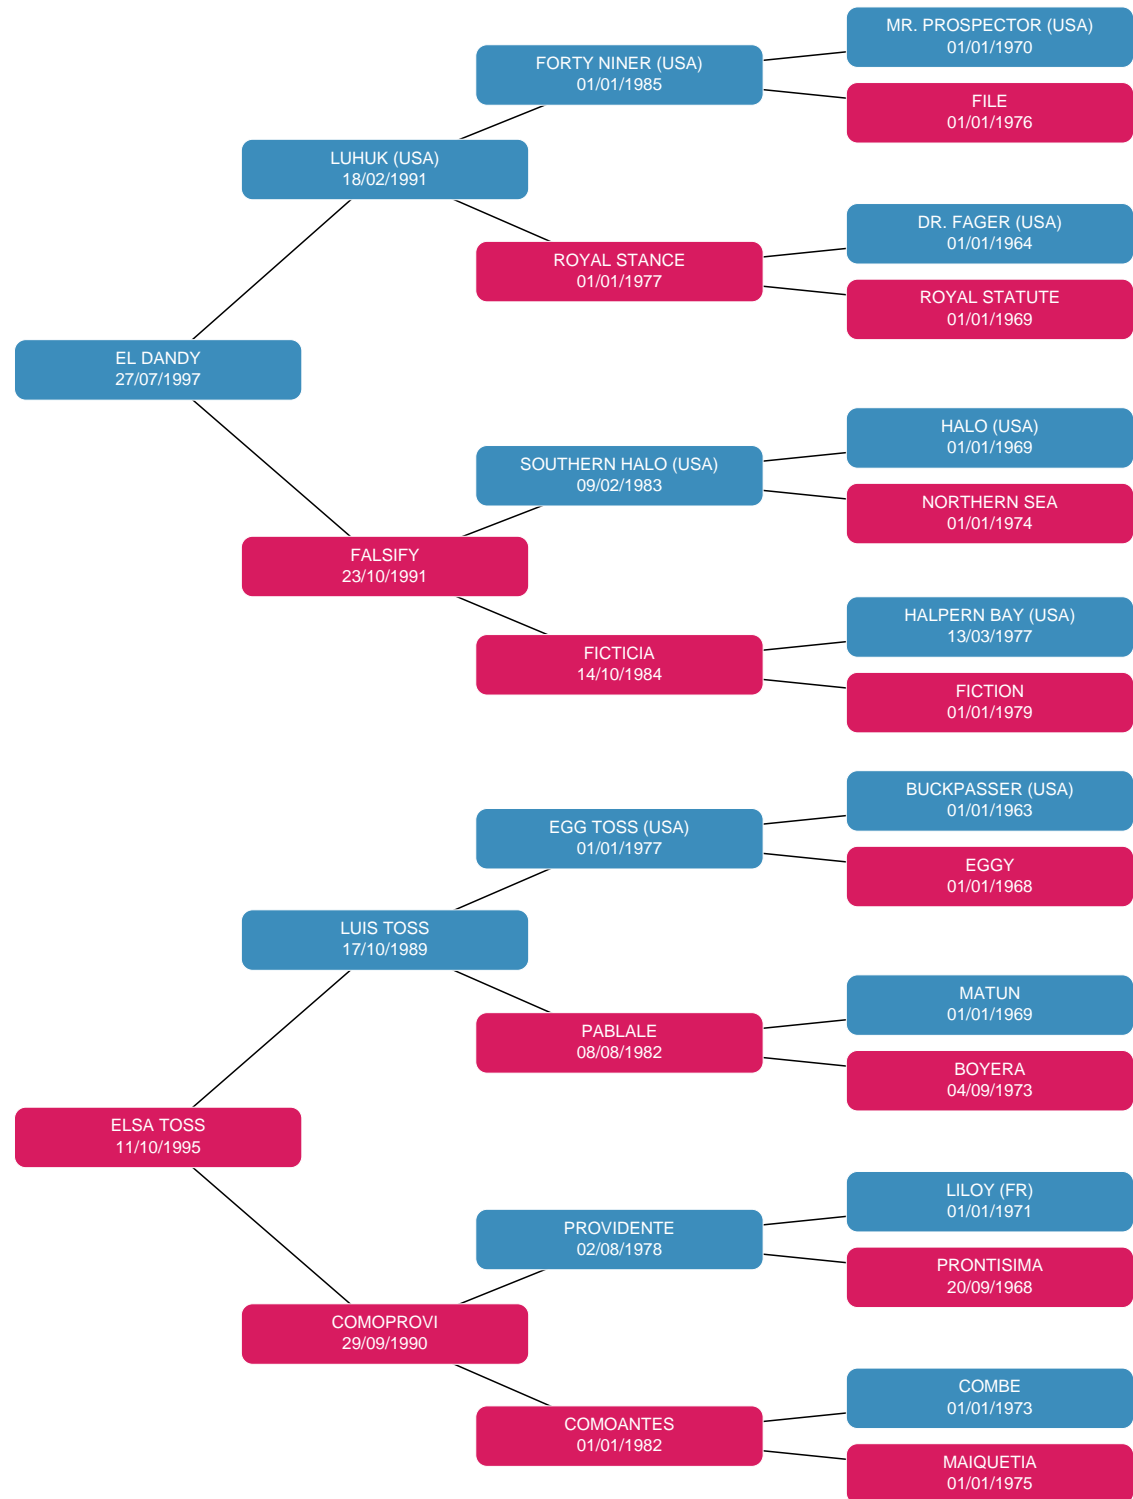 MR. PROSPECTOR (USA)
01/01/1970
FORTY NINER (USA)
01/01/1985
FILE
01/01/1976
LUHUK (USA)
18/02/1991
DR. FAGER (USA)
01/01/1964
ROYAL STANCE
01/01/1977
ROYAL STATUTE
01/01/1969
EL DANDY
27/07/1997
HALO (USA)
01/01/1969
SOUTHERN HALO (USA)
09/02/1983
NORTHERN SEA
01/01/1974
FALSIFY
23/10/1991
HALPERN BAY (USA)
13/03/1977
FICTICIA
14/10/1984
FICTION
01/01/1979
BUCKPASSER (USA)
01/01/1963
EGG TOSS (USA)
01/01/1977
EGGY
01/01/1968
LUIS TOSS
17/10/1989
MATUN
01/01/1969
PABLALE
08/08/1982
BOYERA
04/09/1973
ELSA TOSS
11/10/1995
LILOY (FR)
01/01/1971
PROVIDENTE
02/08/1978
PRONTISIMA
20/09/1968
COMOPROVI
29/09/1990
COMBE
01/01/1973
COMOANTES
01/01/1982
MAIQUETIA
01/01/1975